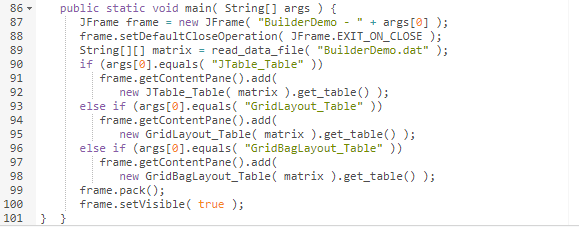 86    public static void main( String[] args ) {
87       JFrame frame = new JFrame( "BuilderDemo - " + args[0] );
88       frame.setDefaultCloseOperation( JFrame.EXIT_ON_CLOSE );
89       String[][] matrix = read_data_file( "BuilderDemo.dat" );
90       if (args[0].equals( "JTable_Table" ))
91          frame.getContentPane().add(
92             new JTable_Table( matrix ).get_table() );
93       else if (args[0].equals( "GridLayout_Table" ))
94          frame.getContentPane().add(
95             new GridLayout_Table( matrix ).get_table() );
96       else if (args[0].equals( "GridBagLayout_Table" ))
97          frame.getContentPane().add(
98             new GridBagLayout_Table( matrix ).get_table() );
99       frame.pack();
100      frame.setVisible( true );
101 }  }